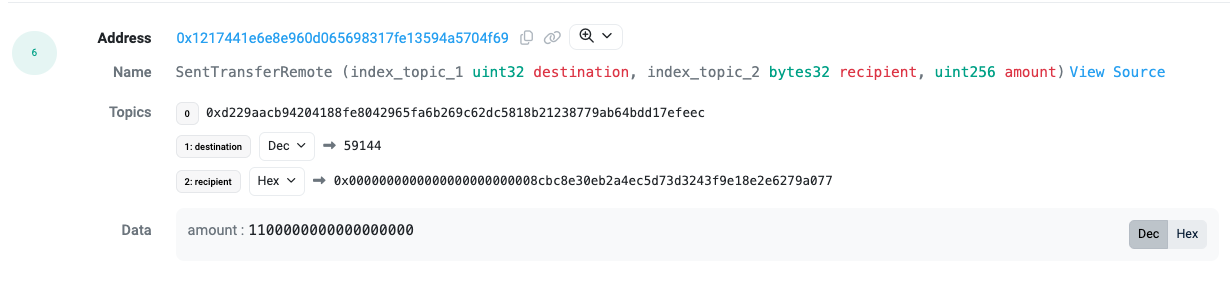 6
Address 0x1217441e6e8e960d065698317fe13594a5704f69
Name SentTransferRemote (index_topic_1 uint32 destination, index_topic_2 bytes32 recipient, uint256 amount) View Source
Topics 0 0xd229aacb94204188fe8042965fa6b269c62dc5818b21238779ab64bdd17efeec
1: destination Dec → 59144
2: recipient Hex → 0x0000000000000000000000008cbc8e30eb2a4ec5d73d3243f9e18e2e6279a077
Data amount : 1100000000000000000 Dec Hex